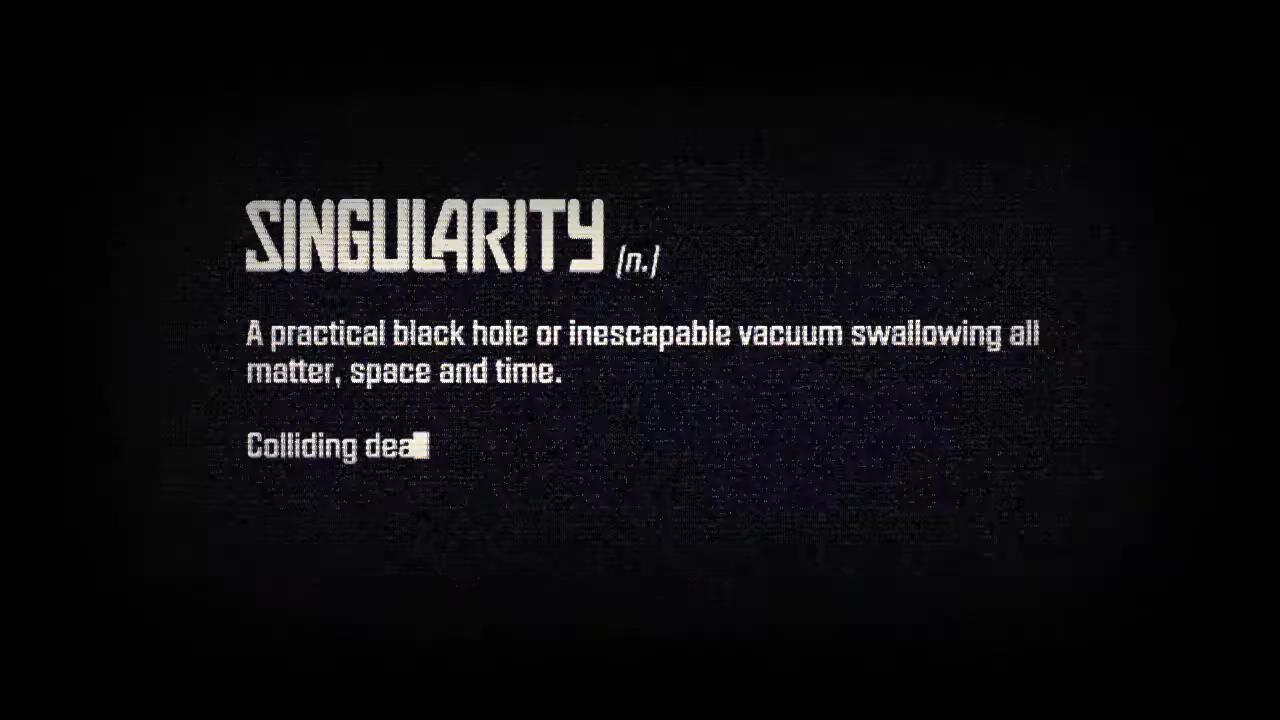 SINGULARITY (n.)
A practical black hole or inescapable vacuum swallowing all
matter, space and time.
Colliding dea